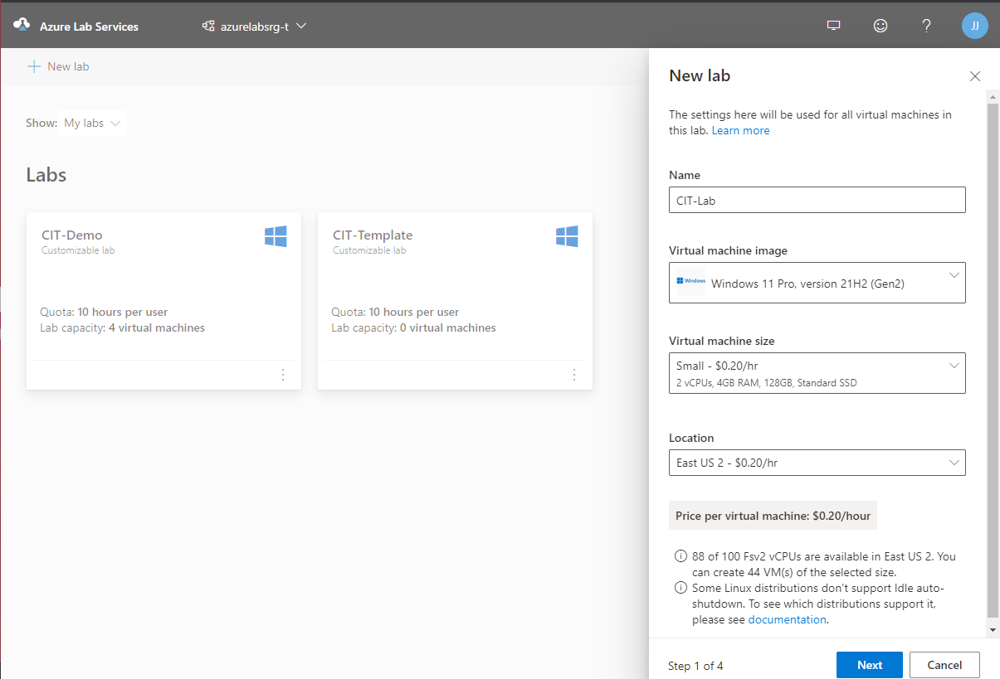 Azure Lab Services
azurelabsrg-t
?
JJ
New lab
Show: My labs
Labs
CIT-Demo
Customizable lab
Quota: 10 hours per user
Lab capacity: 4 virtual machines
CIT-Template
Customizable lab
Quota: 10 hours per user
Lab capacity: 0 virtual machines
New lab
The settings here will be used for all virtual machines in
this lab. Learn more
Name
CIT-Lab
Virtual machine image
Windows
Windows 11 Pro, version 21H2 (Gen2)
Virtual machine size
Small - $0.20/hr
2 vCPUs, 4GB RAM, 128GB, Standard SSD
Location
East US 2 - $0.20/hr
Price per virtual machine: $0.20/hour
88 of 100 Fsv2 vCPUs are available in East US 2. You
can create 44 VM(s) of the selected size.
Some Linux distributions don't support Idle auto-
shutdown. To see which distributions support it,
please see documentation.
Step 1 of 4
Next
Cancel